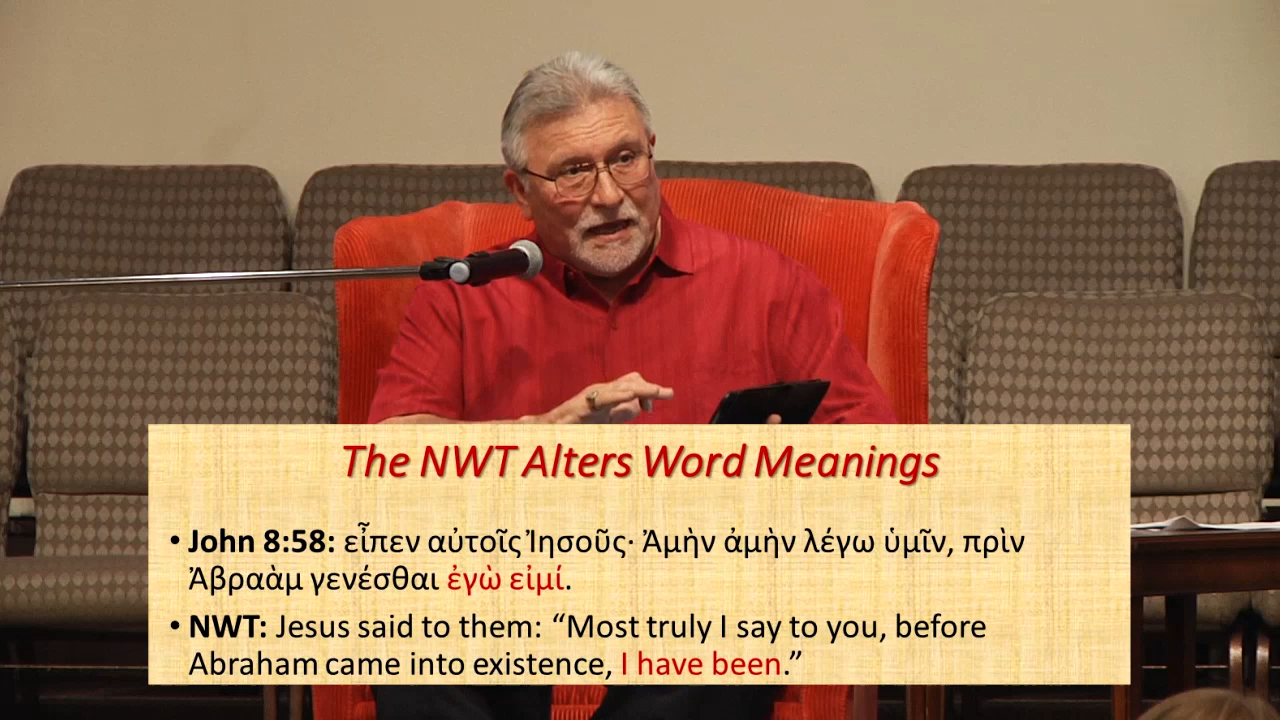 The NWT Alters Word Meanings
• John 8:58: εἶπεν αὐτοῖς Ἰησοῦς· Ἀμὴν ἀμὴν λέγω ὑμῖν, πρὶν
Ἀβραὰμ γενέσθαι ἐγὼ εἰμί.
• NWT: Jesus said to them: “Most truly I say to you, before
Abraham came into existence, I have been.”